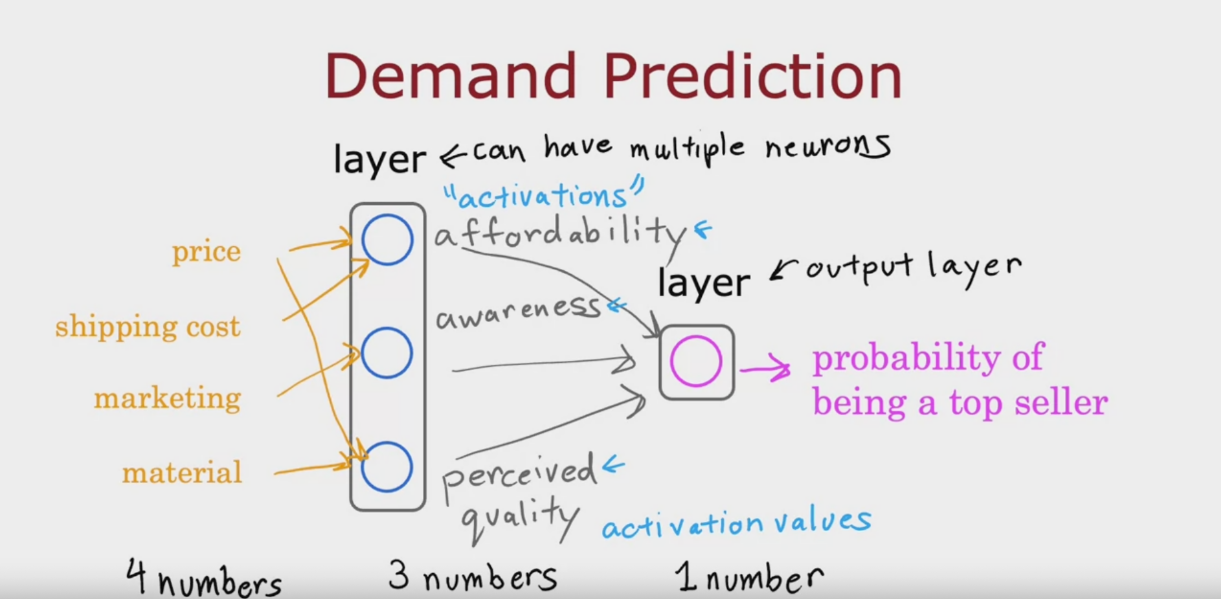 Demand Prediction
layer ← can have multiple neurons
"activations"
affordability ←
price
layer ↙ output layer
shipping cost
awareness ←
probability of
being a top seller
marketing
material
perceived ←
quality
activation values
4 numbers
3 numbers
1 number